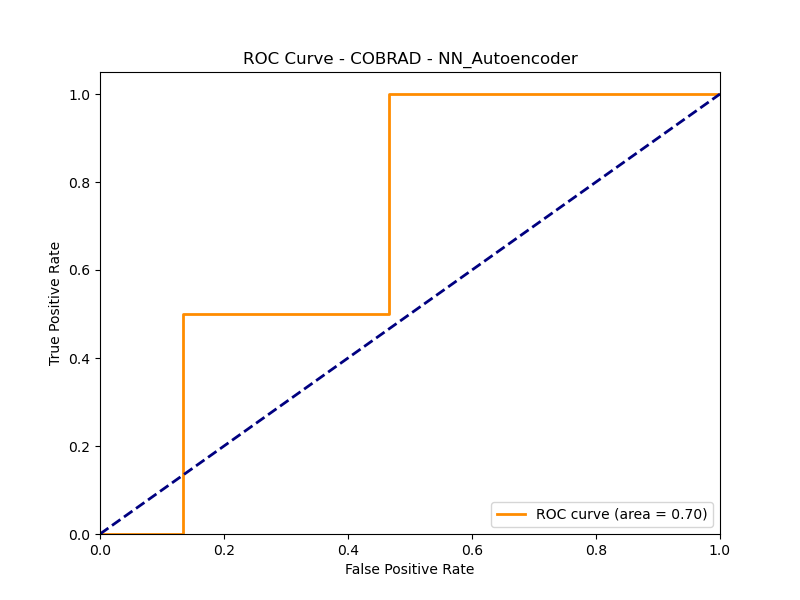 ROC Curve - COBRAD - NN_Autoencoder
True Positive Rate
1.0
0.8
0.6
0.4
0.2
0.0
ROC curve (area = 0.70)
0.0 0.2 0.4 0.6 0.8 1.0
False Positive Rate